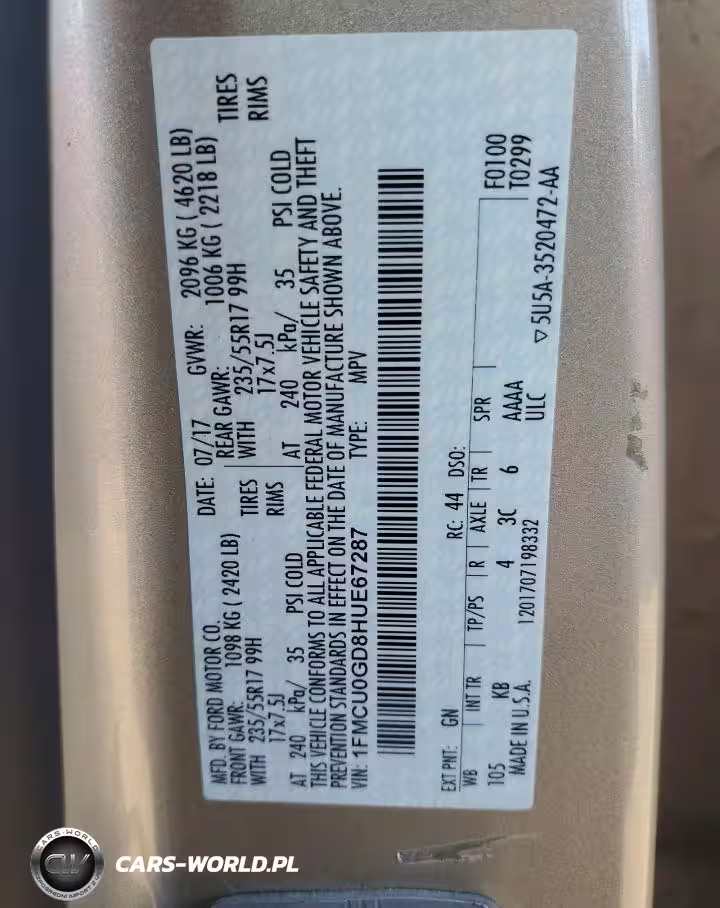 MFD. BY FORD MOTOR CO. DATE: 07/17 GVWR: 2096 KG ( 4620 LB)
FRONT GAWR: 1098 KG ( 2420 LB) REAR GAWR: 1006 KG ( 2218 LB)
WITH 235/55R17 99H TIRES WITH 235/55R17 99H TIRES
17x7.5J RIMS 17x7.5J RIMS
AT 240 kPa/ 35 PSI COLD AT 240 kPa/ 35 PSI COLD
THIS VEHICLE CONFORMS TO ALL APPLICABLE FEDERAL MOTOR VEHICLE SAFETY AND THEFT
PREVENTION STANDARDS IN EFFECT ON THE DATE OF MANUFACTURE SHOWN ABOVE.
VIN: 1FMCU0GD8HUE67287 TYPE: MPV
EXT PNT: GN RC: 44 DSO: F0100
WB INT TR TP/PS R AXLE TR SPR T0299
105 KB 4 3C 6 AAAA
MADE IN U.S.A. 1201707198332 ULC ▽5U5A-3520472-AA
CARS-WORLD
CW
CARS-WORLD.PL